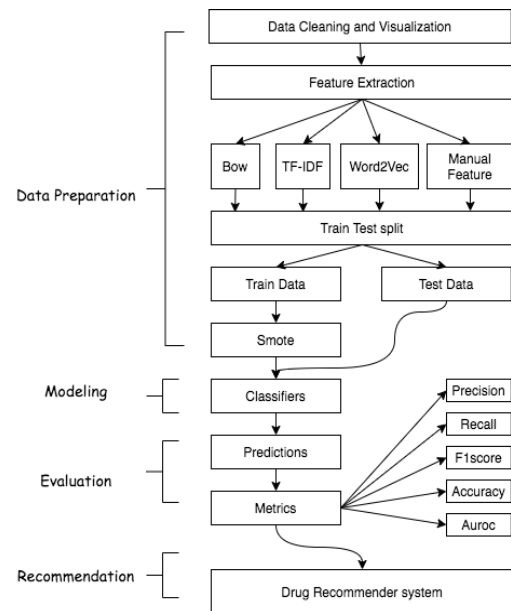 Data Cleaning and Visualization
Feature Extraction
Bow
TF-IDF
Word2Vec
Manual
Feature
Data Preparation
Train Test split
Train Data
Test Data
Smote
Modeling
Classifiers
Precision
Recall
F1score
Accuracy
Auroc
Evaluation
Predictions
Metrics
Recommendation
Drug Recommender system